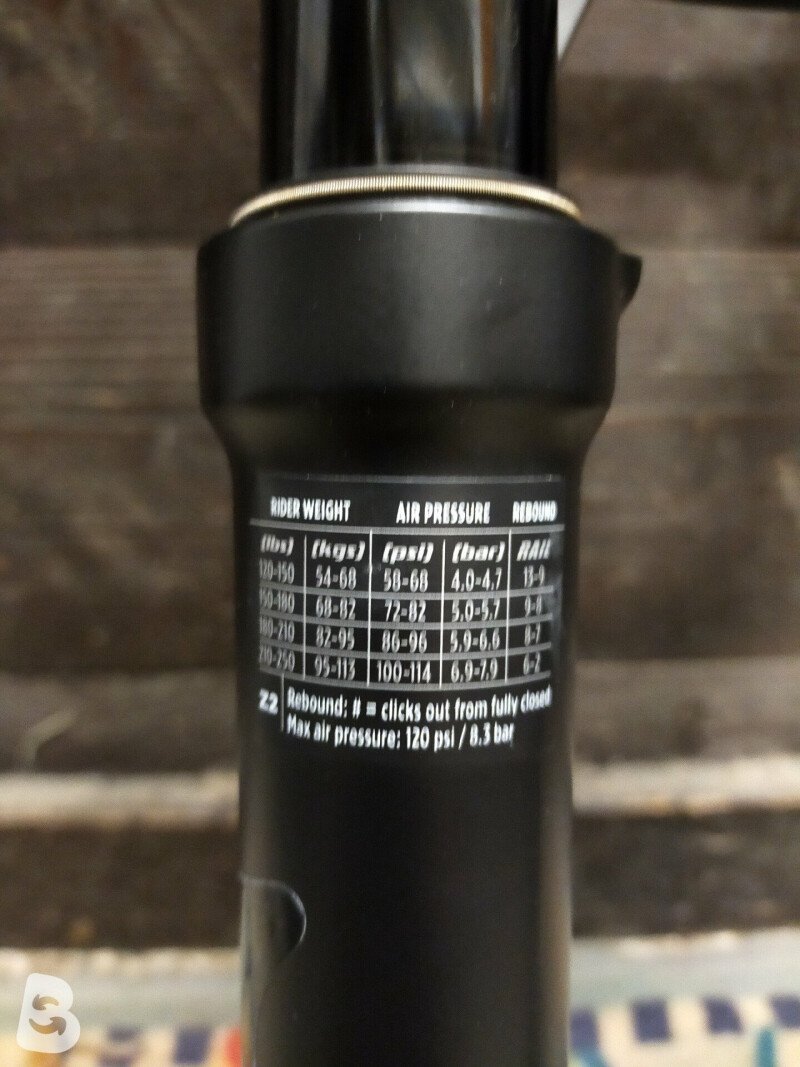 RIDER WEIGHT AIR PRESSURE REBOUND
(lbs) (kgs) (psi) (bar) RAIL
120-150 54-68 58-68 4.0-4.7 13-9
150-180 68-82 72-82 5.0-5.7 9-8
180-210 82-95 86-96 5.9-6.6 8-7
210-250 95-113 100-114 6.9-7.9 6-2
Z2 Rebound: # = clicks out from fully closed
Max air pressure: 120 psi / 8.3 bar
B